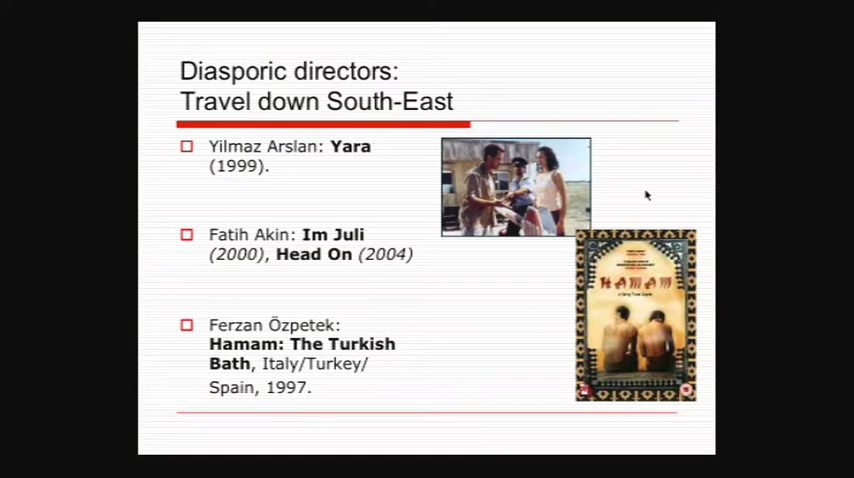 Diasporic directors:
Travel down South-East
Yilmaz Arslan: Yara
(1999).
Fatih Akin: Im Juli
(2000), Head On (2004)
Ferzan Özpetek:
Hamam: The Turkish
Bath, Italy/Turkey/
Spain, 1997.
HAMAM